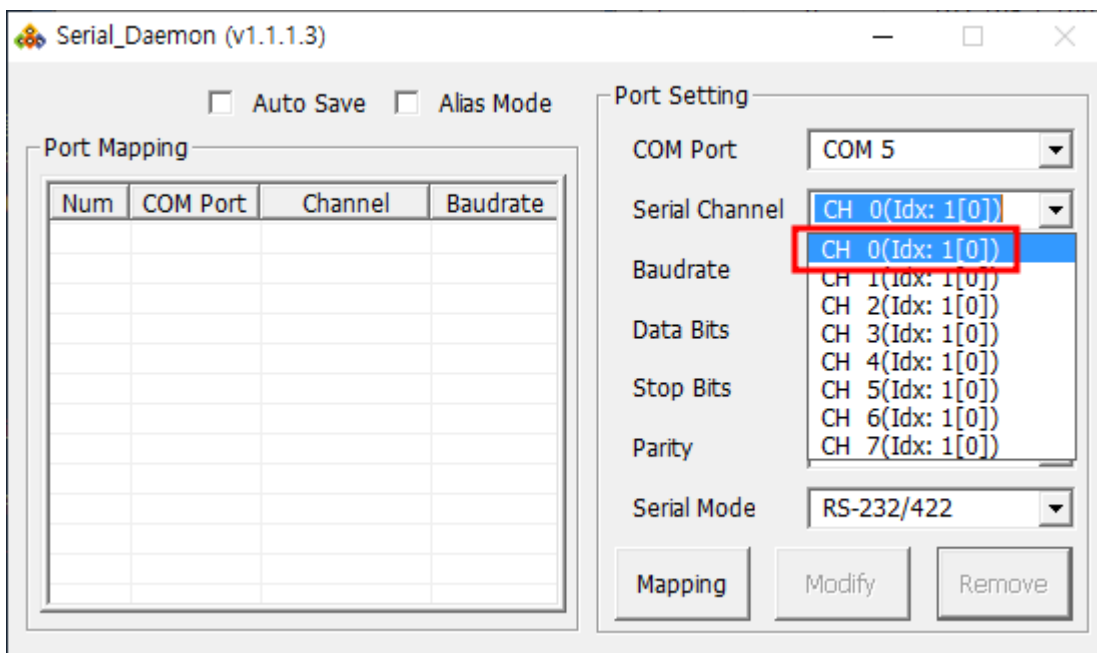 Serial_Daemon (v1.1.1.3)
Auto Save Alias Mode
Port Mapping
Num COM Port Channel Baudrate
Port Setting
COM Port COM 5
Serial Channel CH 0(Idx: 1[0])
CH 0(Idx: 1[0])
CH 1(Idx: 1[0])
CH 2(Idx: 1[0])
CH 3(Idx: 1[0])
CH 4(Idx: 1[0])
CH 5(Idx: 1[0])
CH 6(Idx: 1[0])
CH 7(Idx: 1[0])
Baudrate
Data Bits
Stop Bits
Parity
Serial Mode RS-232/422
Mapping Modify Remove